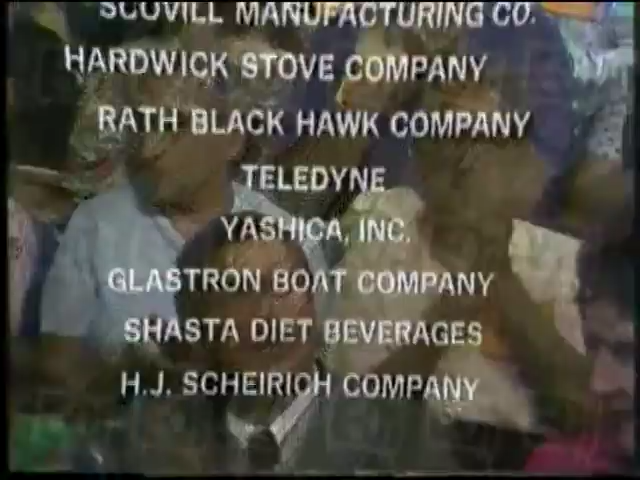 SCOVILL MANUFACTURING CO.
HARDWICK STOVE COMPANY
RATH BLACK HAWK COMPANY
TELEDYNE
YASHICA, INC.
GLASTRON BOAT COMPANY
SHASTA DIET BEVERAGES
H.J. SCHEIRICH COMPANY